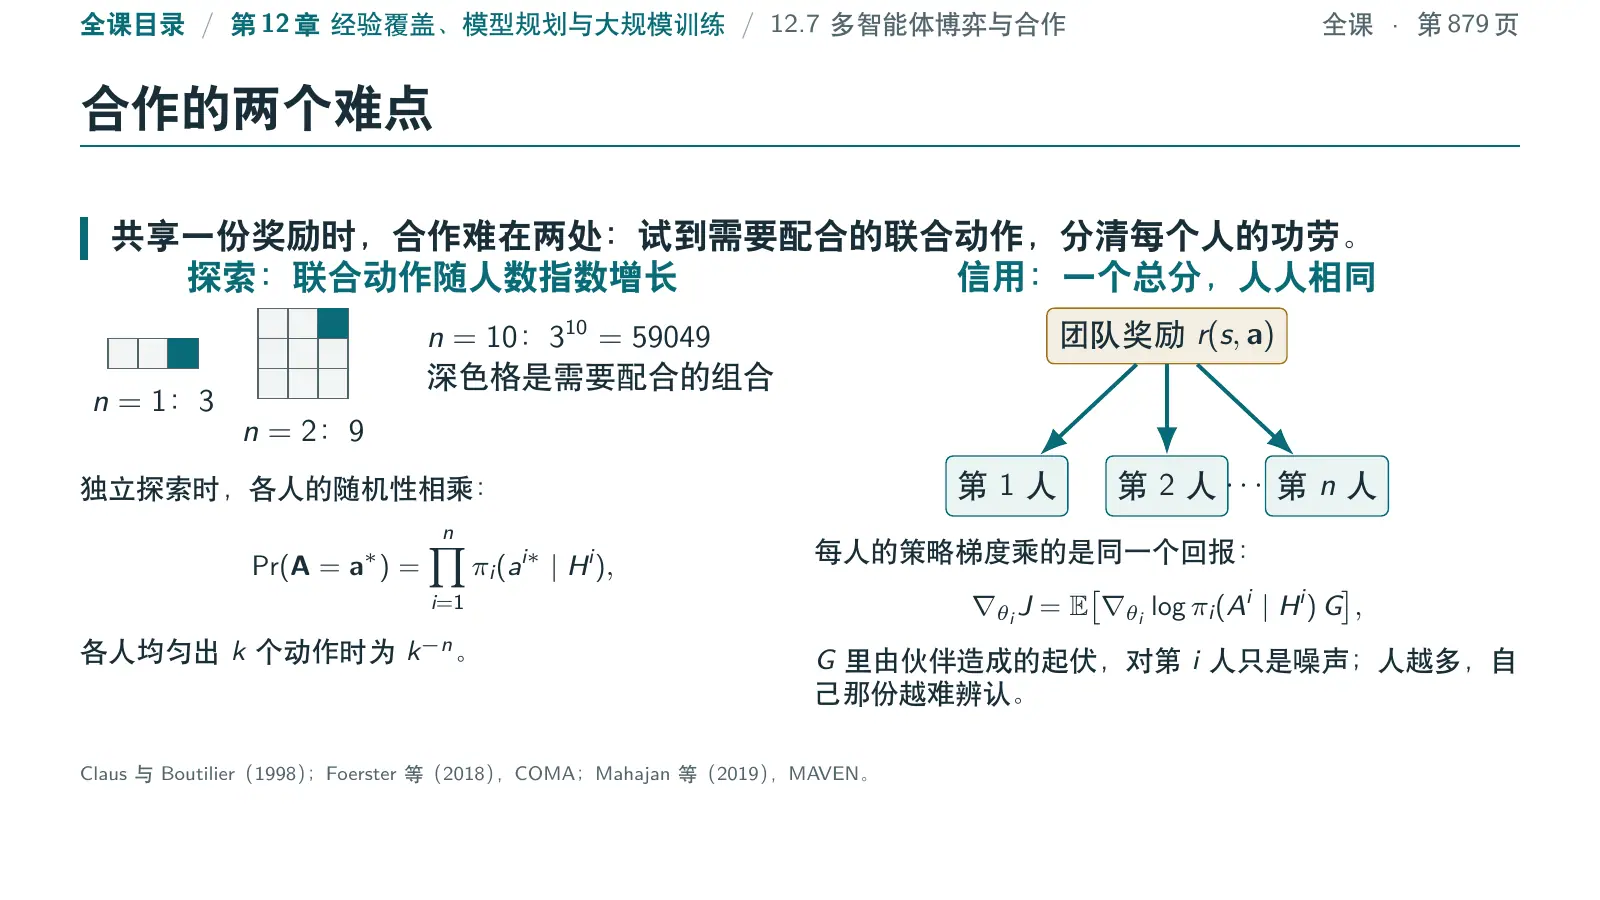 全课目录 / 第 12 章 经验覆盖、模型规划与大规模训练 / 12.7 多智能体博弈与合作
全课 · 第 879 页
合作的两个难点
共享一份奖励时，合作难在两处：试到需要配合的联合动作，分清每个人的功劳。
探索：联合动作随人数指数增长
n = 1：3
n = 2：9
n = 10：3^{10} = 59049
深色格是需要配合的组合
独立探索时，各人的随机性相乘：
Pr(A = a*) = ∏_{i=1}^{n} π_i(a^{i*} | H^i),
各人均匀出 k 个动作时为 k^{−n}。
信用：一个总分，人人相同
团队奖励 r(s, a)
第 1 人 第 2 人 ··· 第 n 人
每人的策略梯度乘的是同一个回报：
∇_{θ_i} J = 𝔼[∇_{θ_i} log π_i(A^i | H^i) G],
G 里由伙伴造成的起伏，对第 i 人只是噪声；人越多，自
己那份越难辨认。
Claus 与 Boutilier（1998）；Foerster 等（2018），COMA；Mahajan 等（2019），MAVEN。